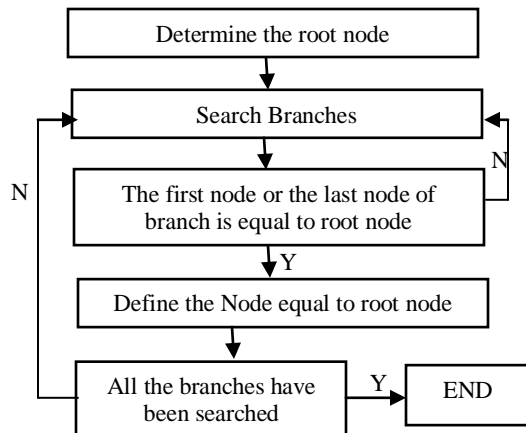 Determine the root node
Search Branches
N
N
The first node or the last node of
branch is equal to root node
Y
Define the Node equal to root node
All the branches have
been searched
Y
END